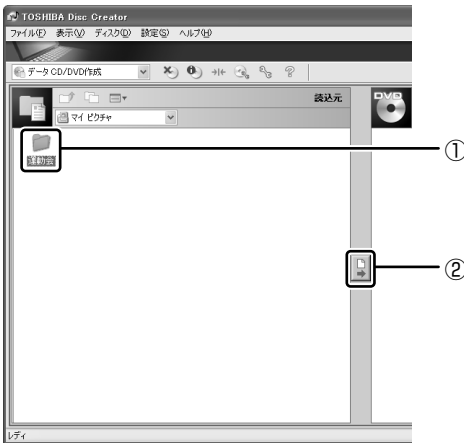 TOSHIBA Disc Creator
ファイル(F) 表示(V) ディスク(D) 設定(S) ヘルプ(H)
データCD/DVD作成
読込元
DVD
マイ ピクチャ
運動会
①
②
レディ